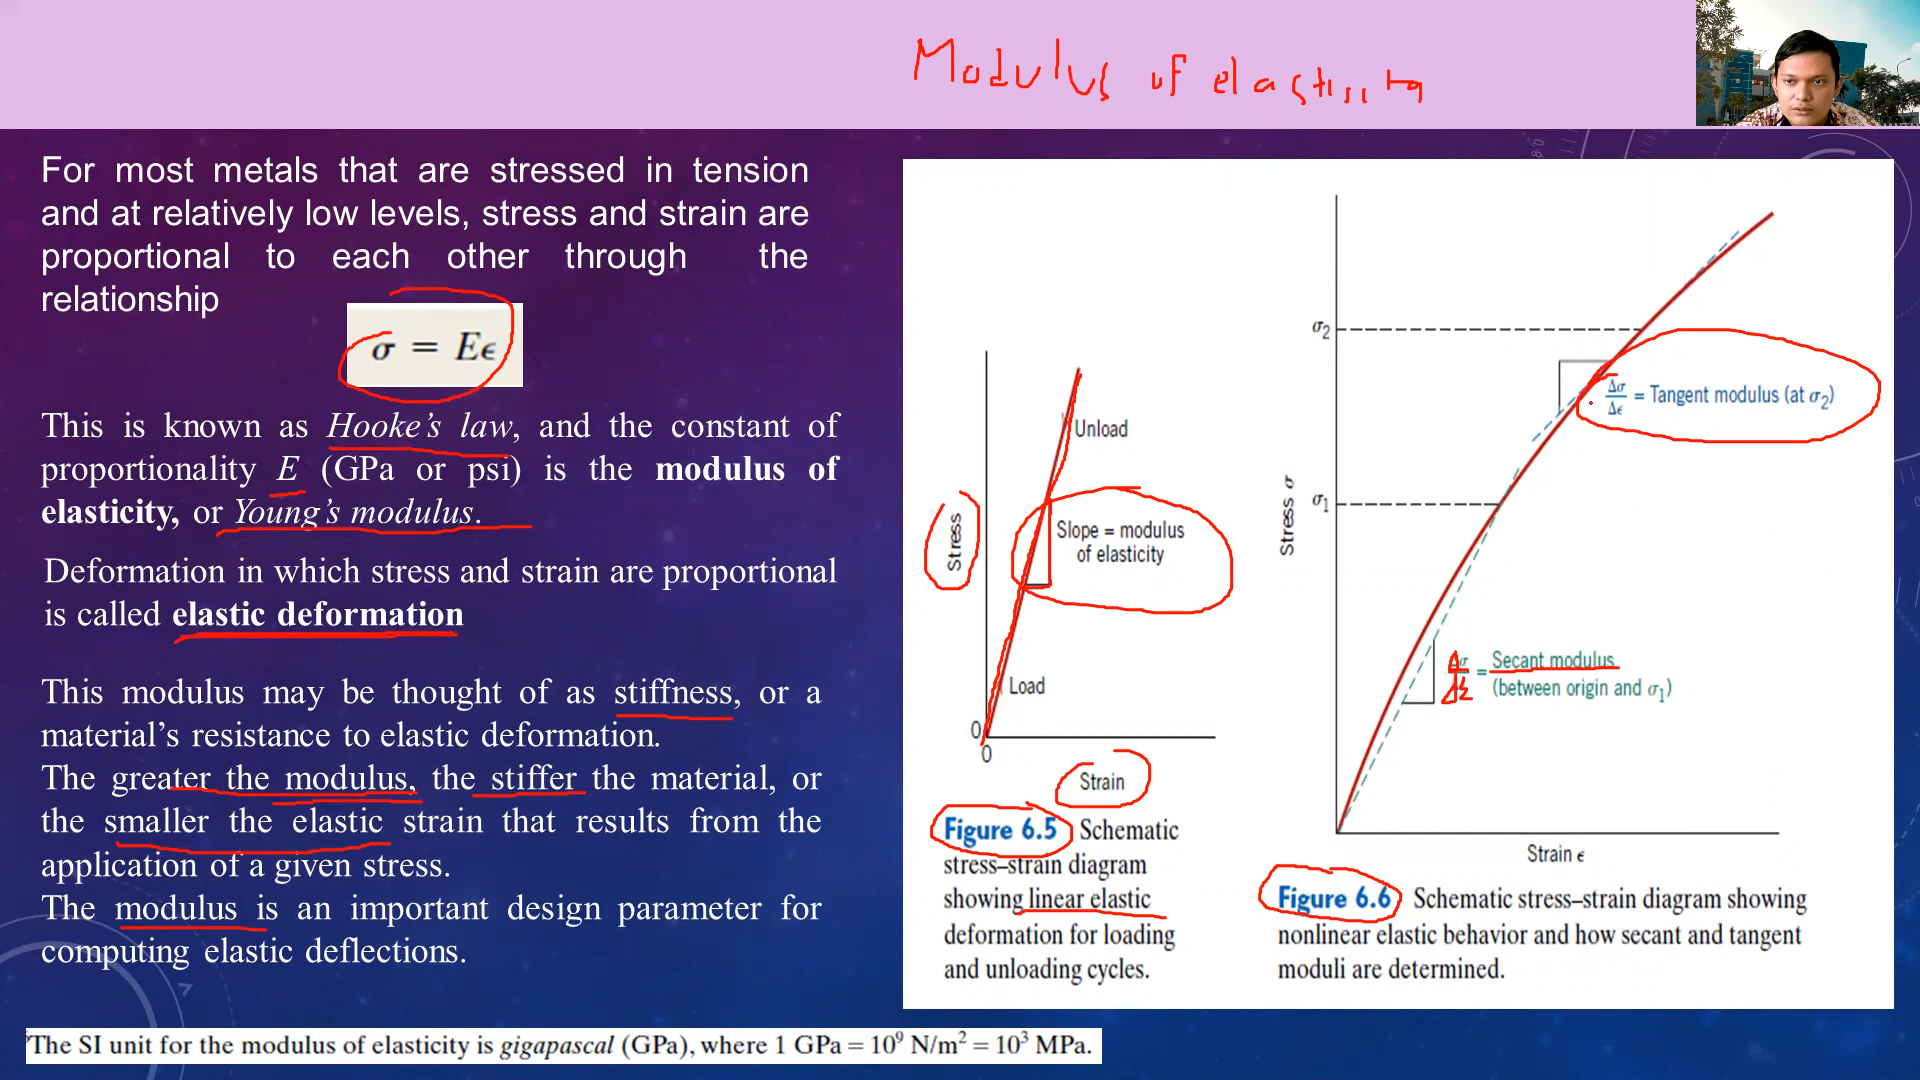 Modulus of elastisity
For most metals that are stressed in tension
and at relatively low levels, stress and strain are
proportional to each other through the
relationship
σ = Eϵ
This is known as Hooke's law, and the constant of
proportionality E (GPa or psi) is the modulus of
elasticity, or Young's modulus.
Deformation in which stress and strain are proportional
is called elastic deformation
This modulus may be thought of as stiffness, or a
material's resistance to elastic deformation.
The greater the modulus, the stiffer the material, or
the smaller the elastic strain that results from the
application of a given stress.
The modulus is an important design parameter for
computing elastic deflections.
The SI unit for the modulus of elasticity is gigapascal (GPa), where 1 GPa = 10⁹ N/m² = 10³ MPa.
Stress
Unload
Slope = modulus
of elasticity
Load
0
0
Strain
Figure 6.5 Schematic
stress–strain diagram
showing linear elastic
deformation for loading
and unloading cycles.
Stress σ
σ₂
Δσ/Δϵ = Tangent modulus (at σ₂)
σ₁
Δσ/Δϵ = Secant modulus
(between origin and σ₁)
Strain ϵ
Figure 6.6 Schematic stress–strain diagram showing
nonlinear elastic behavior and how secant and tangent
moduli are determined.